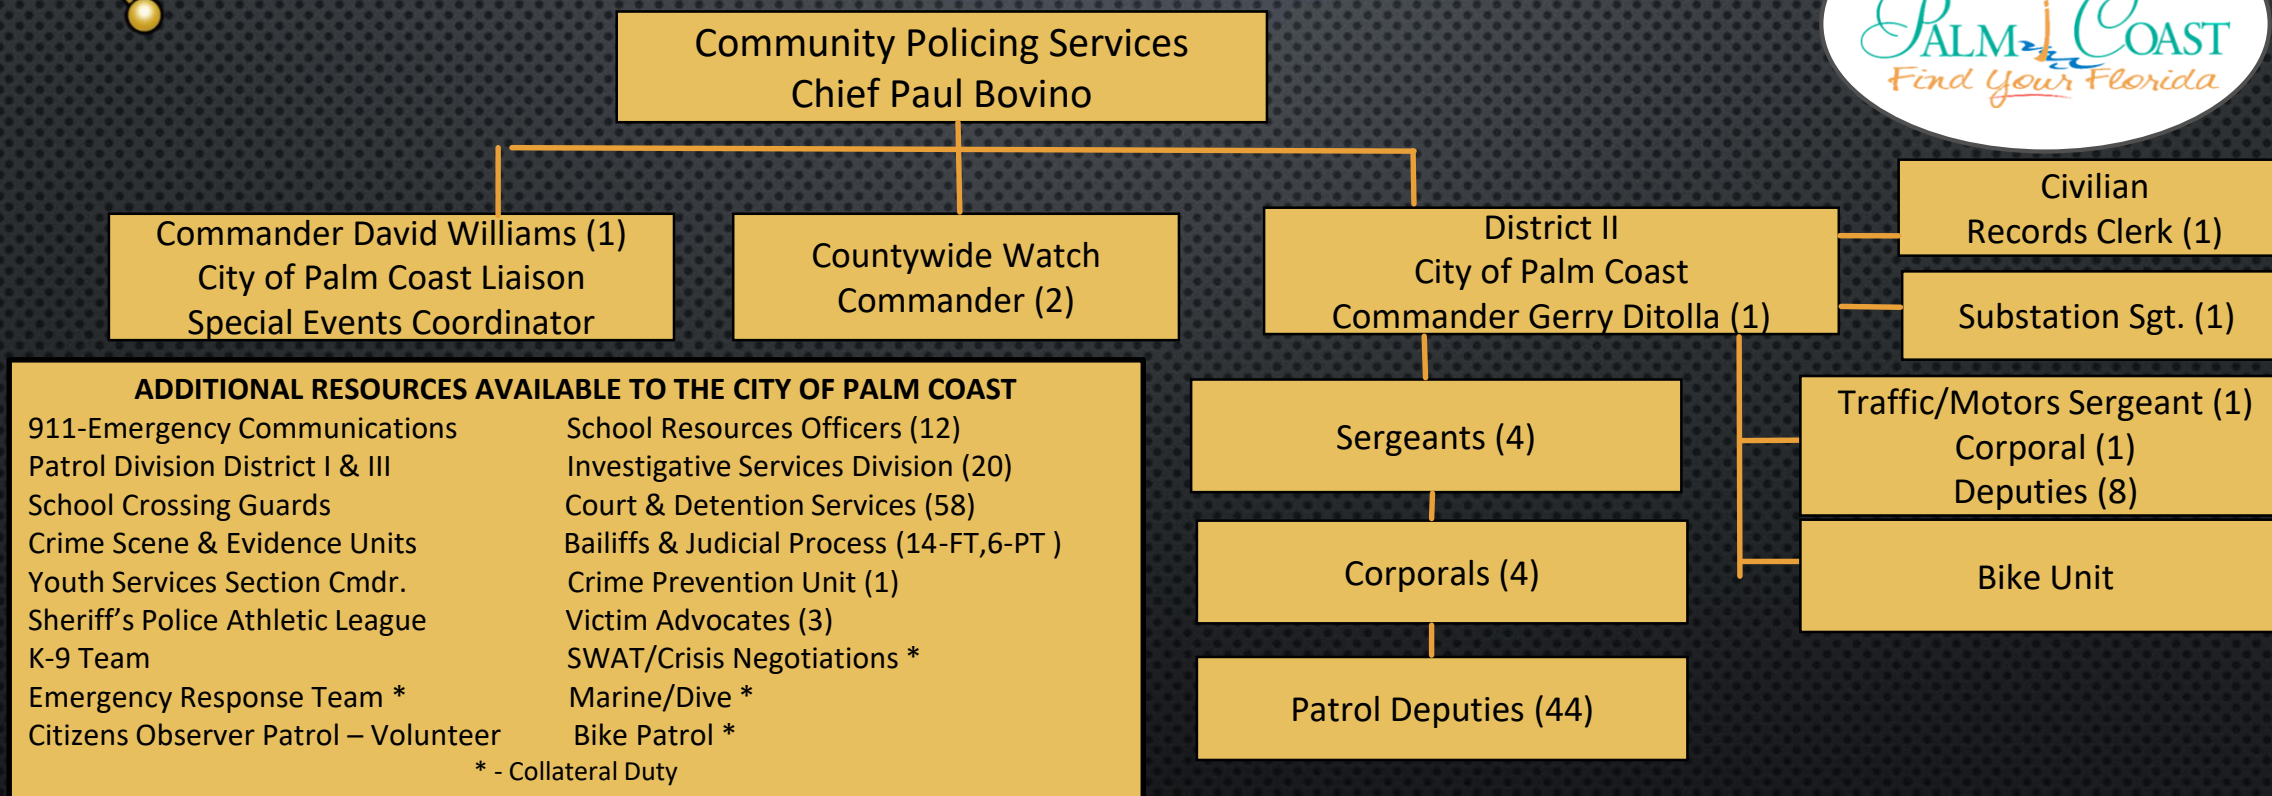 Community Policing Services
Chief Paul Bovino
PALM COAST
Find Your Florida
Commander David Williams (1)
City of Palm Coast Liaison
Special Events Coordinator
Countywide Watch
Commander (2)
District II
City of Palm Coast
Commander Gerry Ditolla (1)
Civilian
Records Clerk (1)
Substation Sgt. (1)
Traffic/Motors Sergeant (1)
Corporal (1)
Deputies (8)
Bike Unit
Sergeants (4)
Corporals (4)
Patrol Deputies (44)
ADDITIONAL RESOURCES AVAILABLE TO THE CITY OF PALM COAST
911-Emergency Communications School Resources Officers (12)
Patrol Division District I & III Investigative Services Division (20)
School Crossing Guards Court & Detention Services (58)
Crime Scene & Evidence Units Bailiffs & Judicial Process (14-FT,6-PT )
Youth Services Section Cmdr. Crime Prevention Unit (1)
Sheriff’s Police Athletic League Victim Advocates (3)
K-9 Team SWAT/Crisis Negotiations *
Emergency Response Team * Marine/Dive *
Citizens Observer Patrol – Volunteer Bike Patrol *
* - Collateral Duty